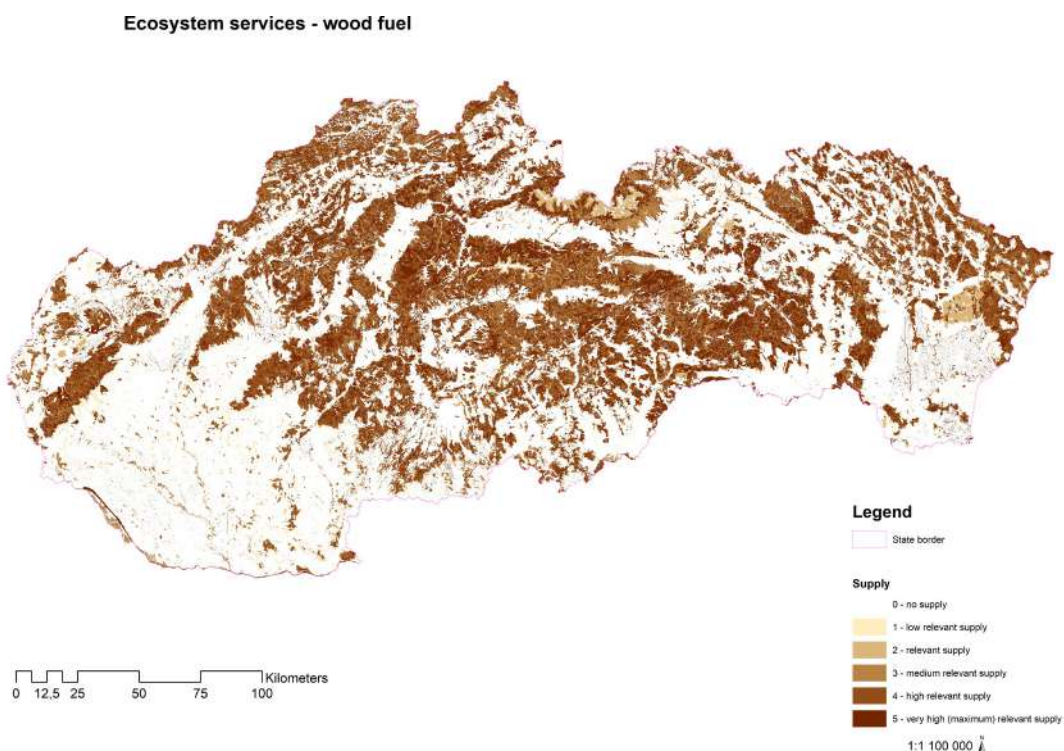 Ecosystem services - wood fuel
Legend
State border
Supply
0 - no supply
1 - low relevant supply
2 - relevant supply
3 - medium relevant supply
4 - high relevant supply
5 - very high (maximum) relevant supply
Kilometers
0 12,5 25 50 75 100
N
1:1 100 000